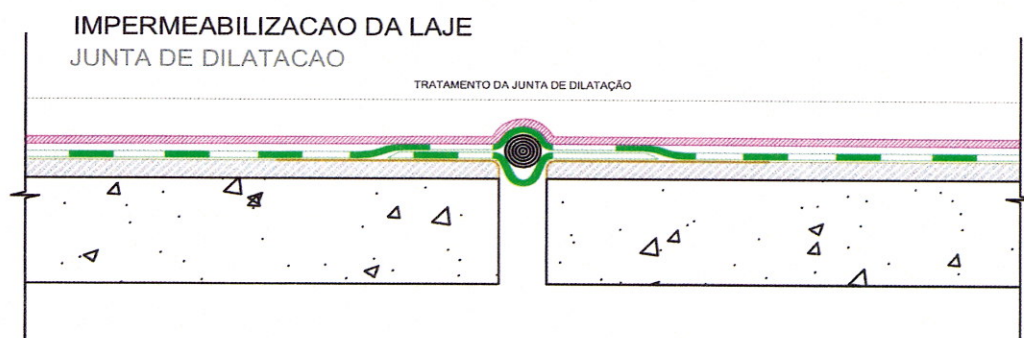 IMPERMEABILIZACAO DA LAJE
JUNTA DE DILATACAO
TRATAMENTO DA JUNTA DE DILATAÇÃO